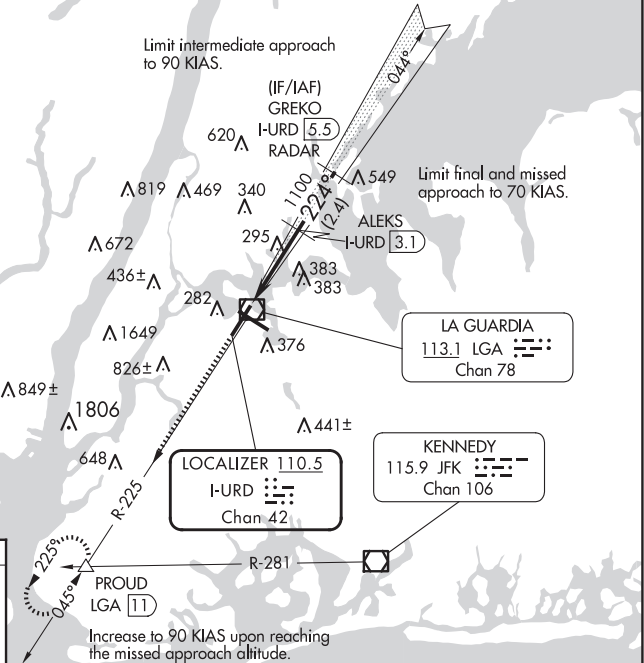 Limit intermediate approach
to 90 KIAS.
044°
(IF/IAF)
GREKO
I-URD 5.5
RADAR
620
549
1100
224°
(2.4)
Limit final and missed
approach to 70 KIAS.
819
469
340
ALEKS
I-URD 3.1
295
672
383
383
436±
282
LA GUARDIA
113.1 LGA
Chan 78
1649
376
826±
849±
1806
441±
KENNEDY
115.9 JFK
Chan 106
648
LOCALIZER 110.5
I-URD
Chan 42
R-225
225°
R-281
045°
PROUD
LGA 11
Increase to 90 KIAS upon reaching
the missed approach altitude.